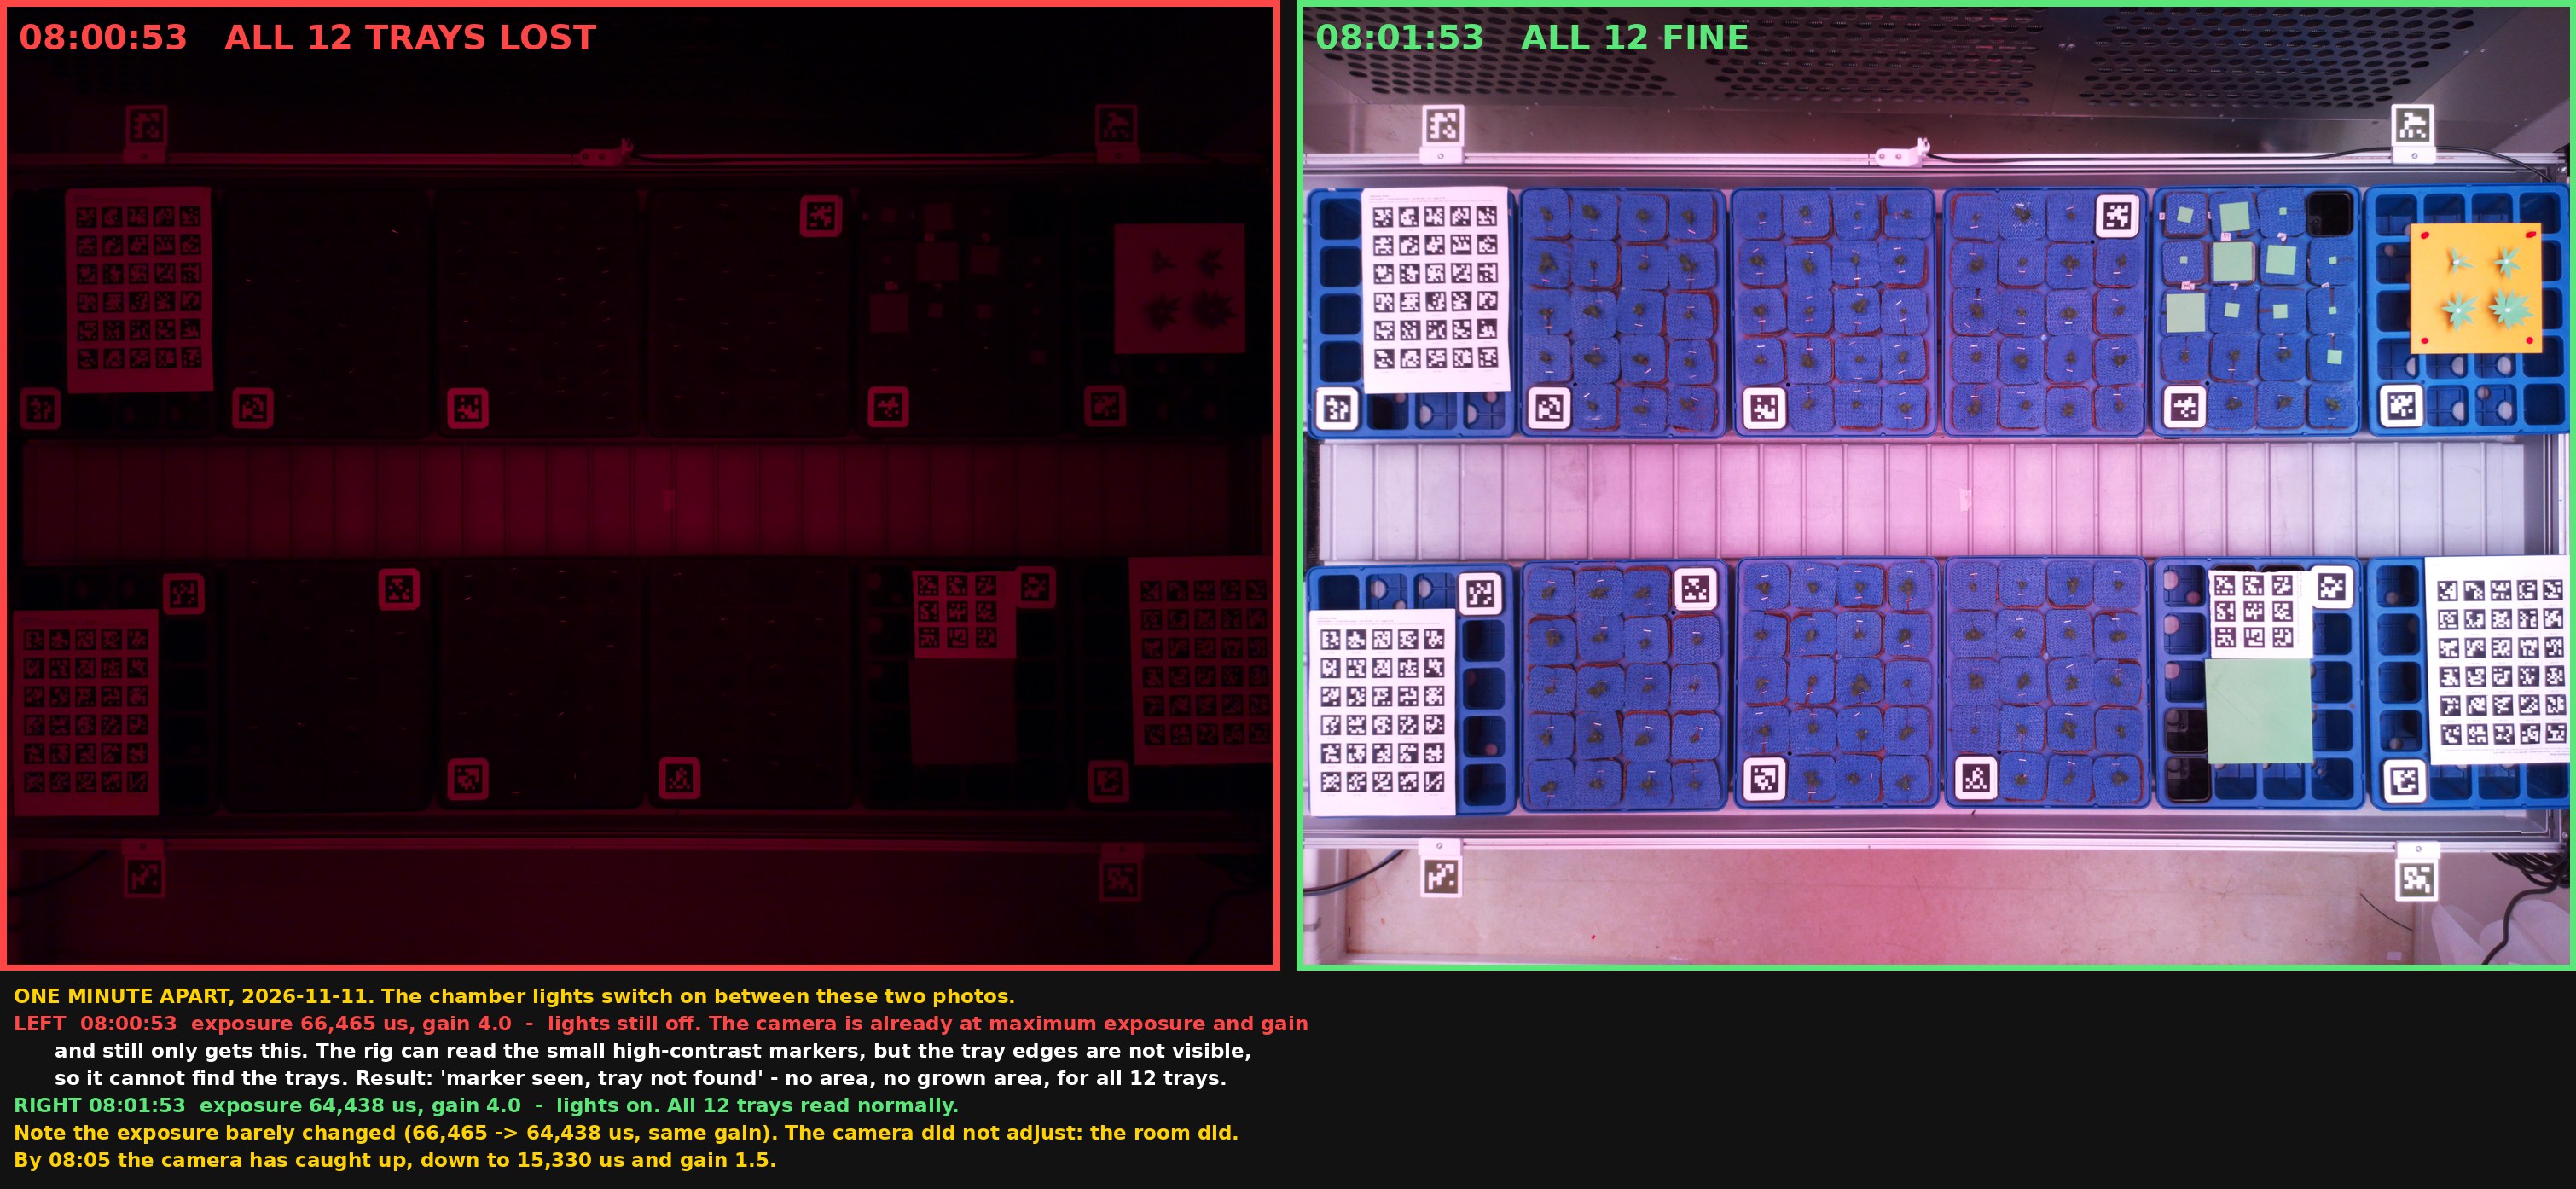 08:00:53 ALL 12 TRAYS LOST
08:01:53 ALL 12 FINE
ONE MINUTE APART, 2026-11-11. The chamber lights switch on between these two photos.
LEFT 08:00:53 exposure 66,465 us, gain 4.0 - lights still off. The camera is already at maximum exposure and gain
and still only gets this. The rig can read the small high-contrast markers, but the tray edges are not visible,
so it cannot find the trays. Result: 'marker seen, tray not found' - no area, no grown area, for all 12 trays.
RIGHT 08:01:53 exposure 64,438 us, gain 4.0 - lights on. All 12 trays read normally.
Note the exposure barely changed (66,465 -> 64,438 us, same gain). The camera did not adjust: the room did.
By 08:05 the camera has caught up, down to 15,330 us and gain 1.5.